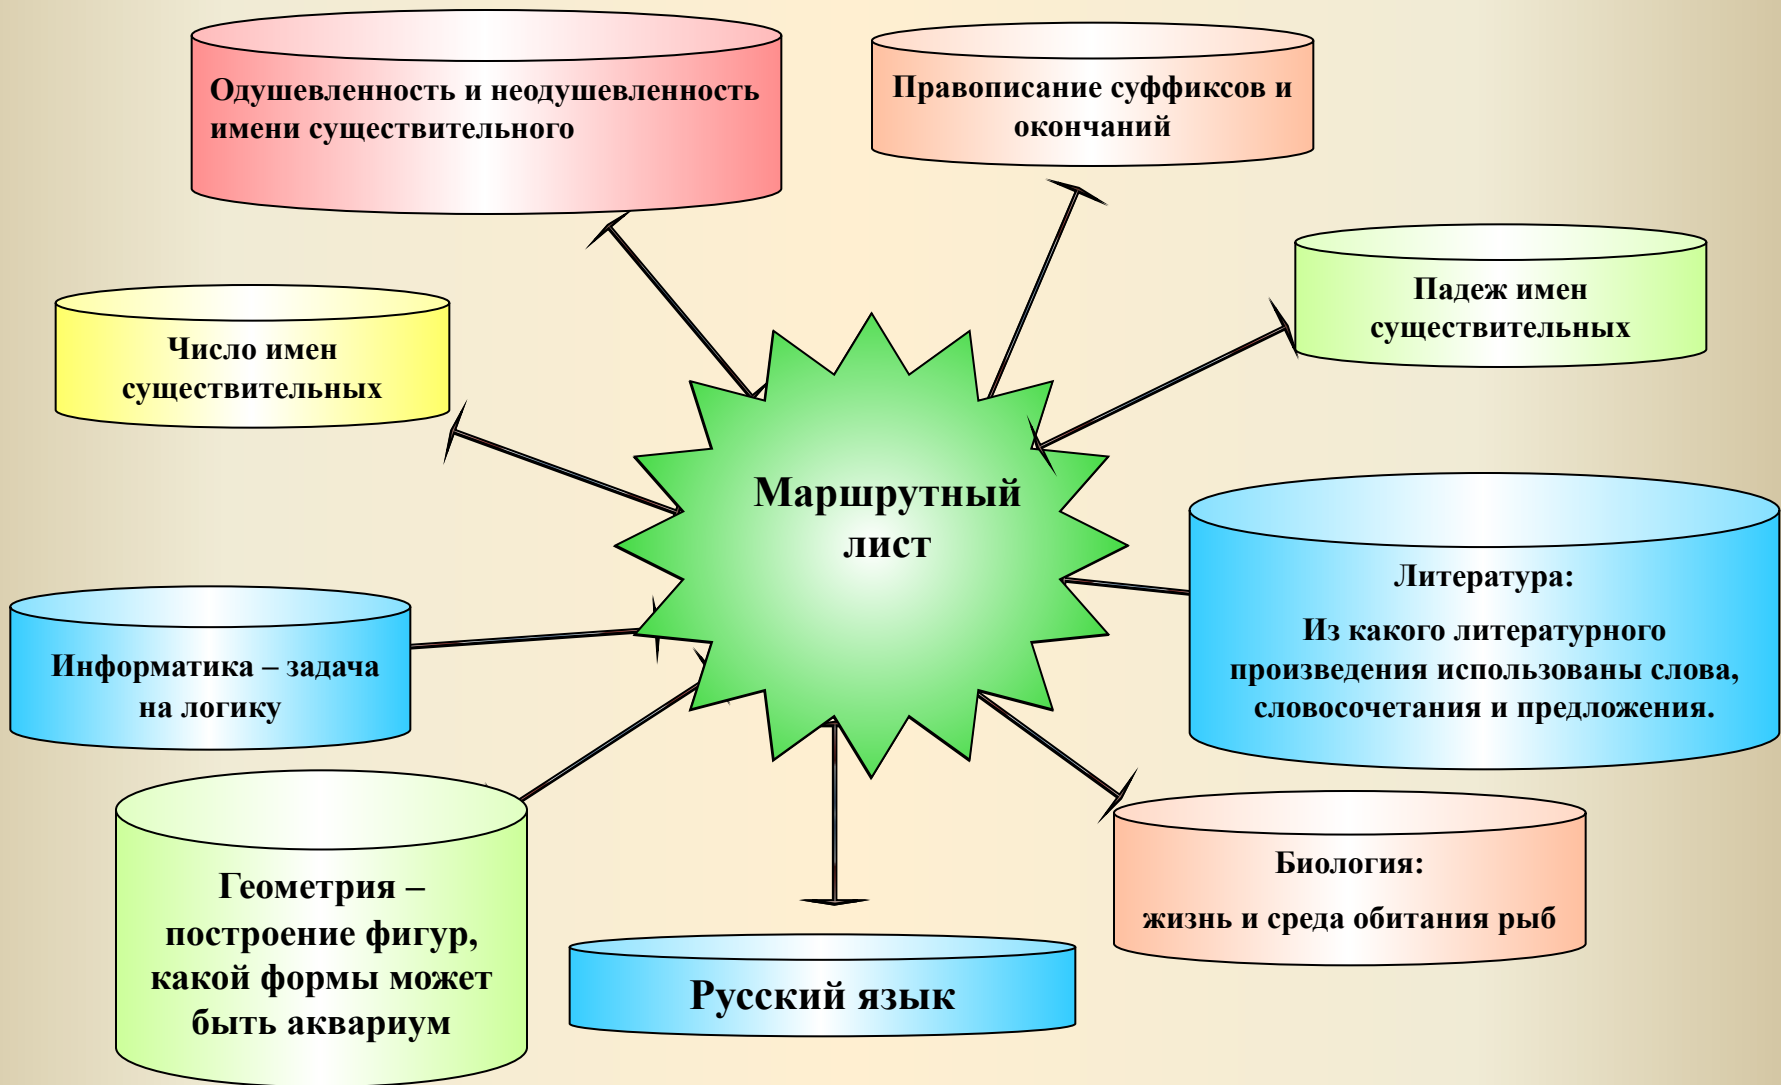 Одушевленность и неодушевленность
имени существительного
Правописание суффиксов и
окончаний
Число имен
существительных
Падеж имен
существительных
Маршрутный
лист
Информатика – задача
на логику
Литература:
Из какого литературного
произведения использованы слова,
словосочетания и предложения.
Геометрия –
построение фигур,
какой формы может
быть аквариум
Русский язык
Биология:
жизнь и среда обитания рыб